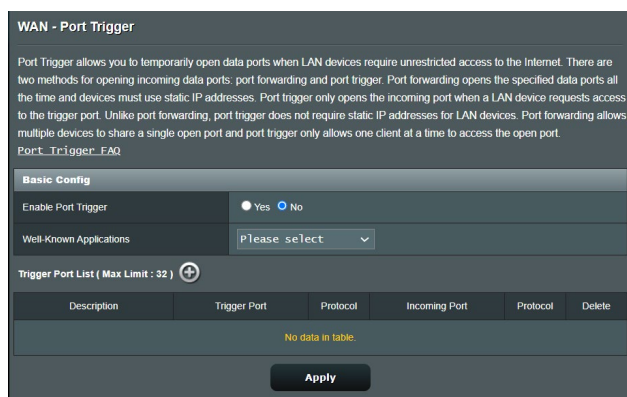 WAN - Port Trigger
Port Trigger allows you to temporarily open data ports when LAN devices require unrestricted access to the Internet. There are
two methods for opening incoming data ports: port forwarding and port trigger. Port forwarding opens the specified data ports all
the time and devices must use static IP addresses. Port trigger only opens the incoming port when a LAN device requests access
to the trigger port. Unlike port forwarding, port trigger does not require static IP addresses for LAN devices. Port forwarding allows
multiple devices to share a single open port and port trigger only allows one client at a time to access the open port.
Port Trigger FAQ
Basic Config
Enable Port Trigger Yes No
Well-Known Applications Please select
Trigger Port List ( Max Limit : 32 )
Description Trigger Port Protocol Incoming Port Protocol Delete
No data in table.
Apply